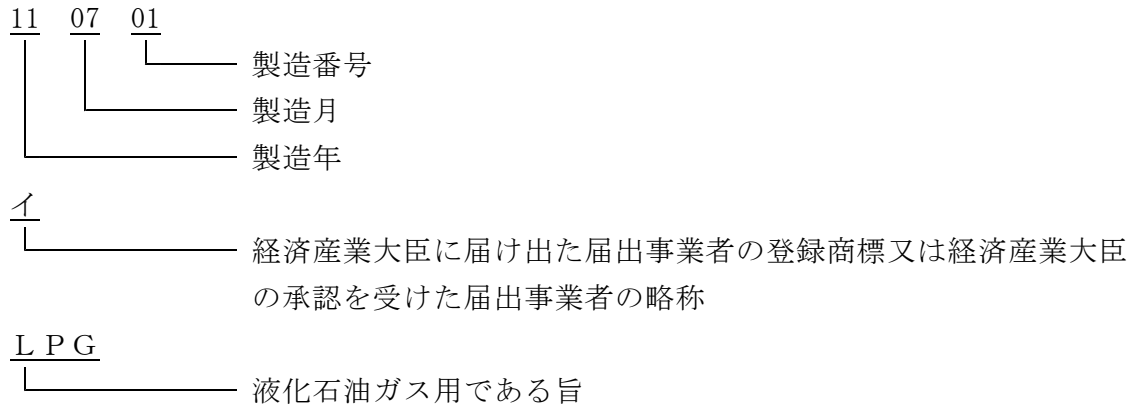 11 07 01
製造番号
製造月
製造年
イ
経済産業大臣に届け出た届出事業者の登録商標又は経済産業大臣
の承認を受けた届出事業者の略称
ＬＰＧ
液化石油ガス用である旨